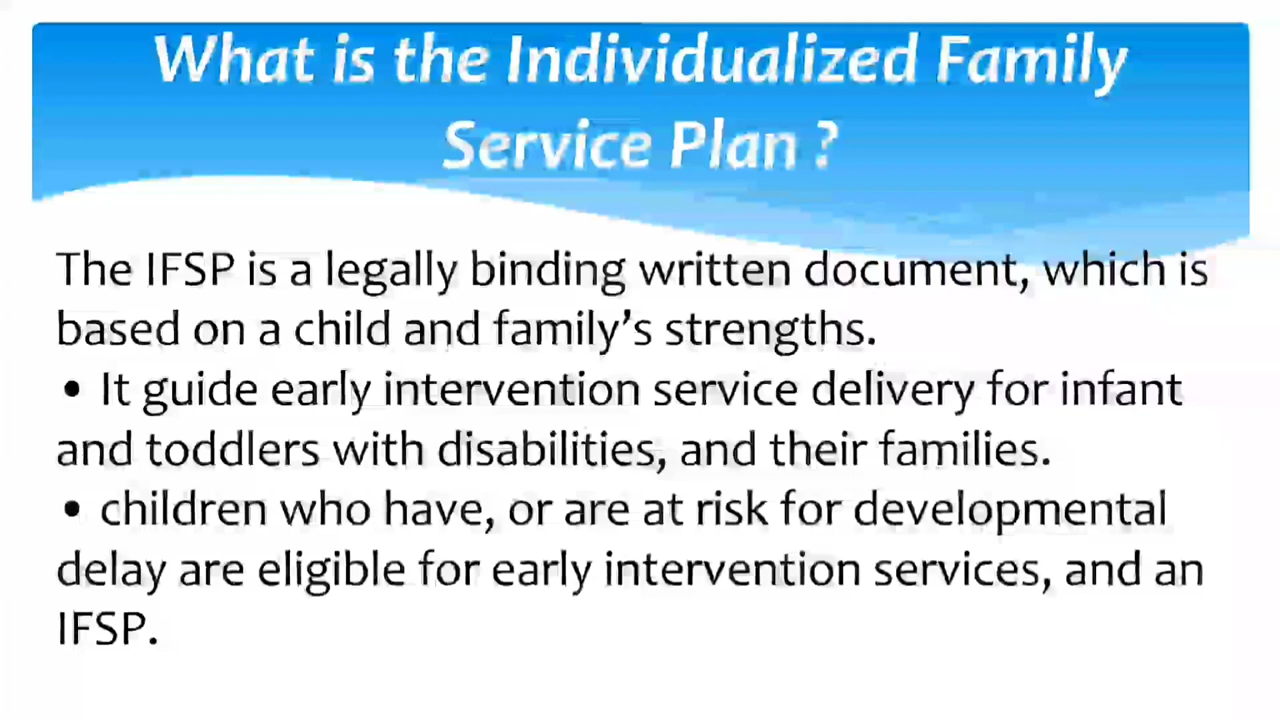 What is the Individualized Family
Service Plan ?
The IFSP is a legally binding written document, which is
based on a child and family’s strengths.
• It guide early intervention service delivery for infant
and toddlers with disabilities, and their families.
• children who have, or are at risk for developmental
delay are eligible for early intervention services, and an
IFSP.